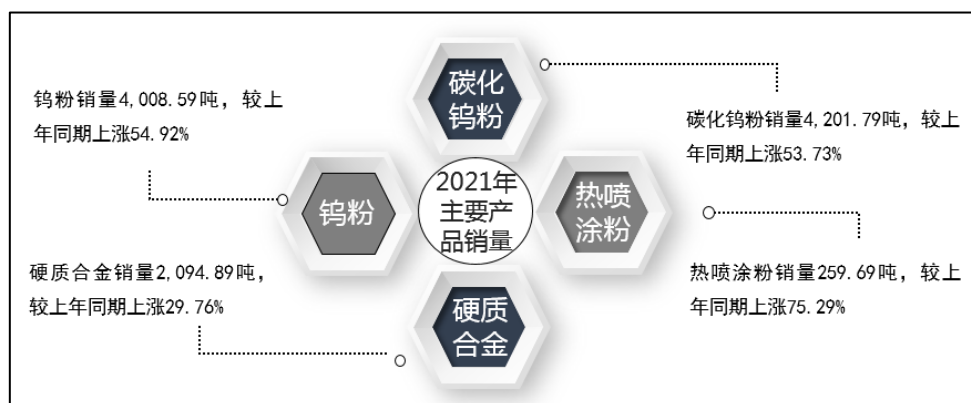 碳化
钨粉
钨粉销量4,008.59吨，较上
年同期上涨54.92%
碳化钨粉销量4,201.79吨，较上
年同期上涨53.73%
钨粉
2021年
主要产
品销量
热喷
涂粉
硬质合金销量2,094.89吨，
较上年同期上涨29.76%
热喷涂粉销量259.69吨，较上
年同期上涨75.29%
硬质
合金